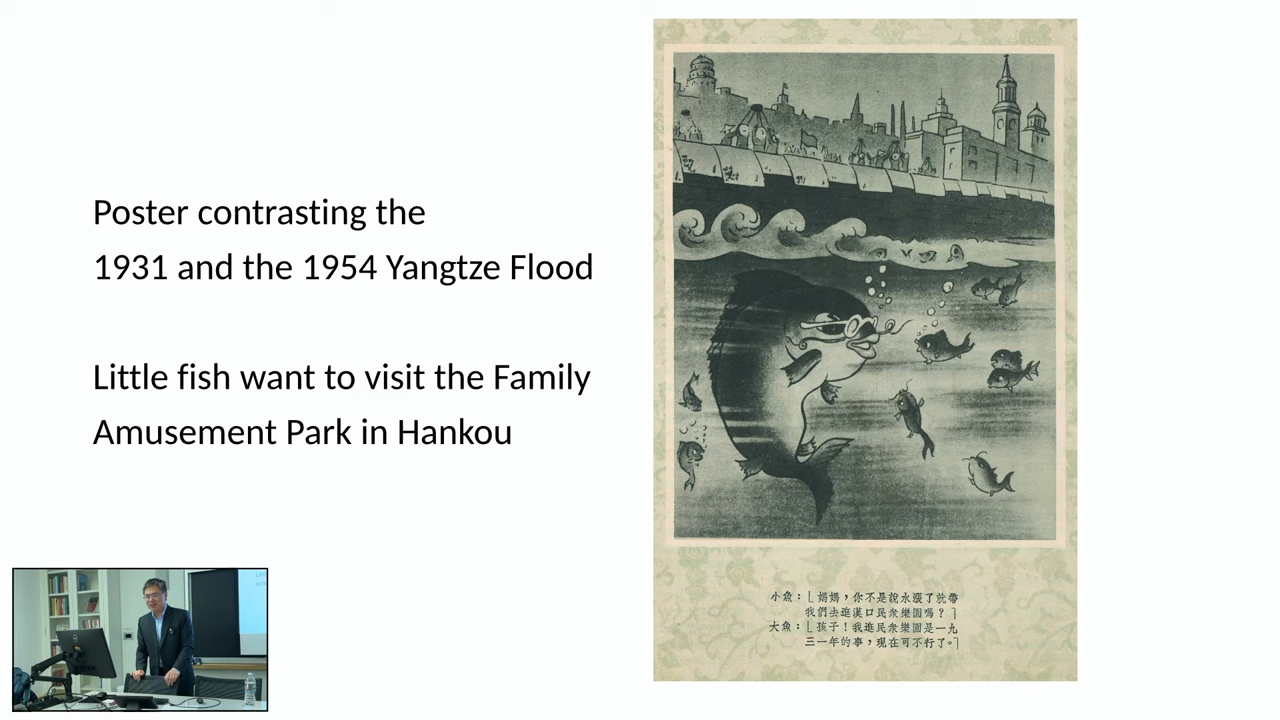 Poster contrasting the
1931 and the 1954 Yangtze Flood
Little fish want to visit the Family
Amusement Park in Hankou
小魚：「媽媽，你不是說水漲了就帶
我們去逛漢口民衆樂園嗎？」
大魚：「孩子！我逛民衆樂園是一九
三一年的事，現在可不行了。」